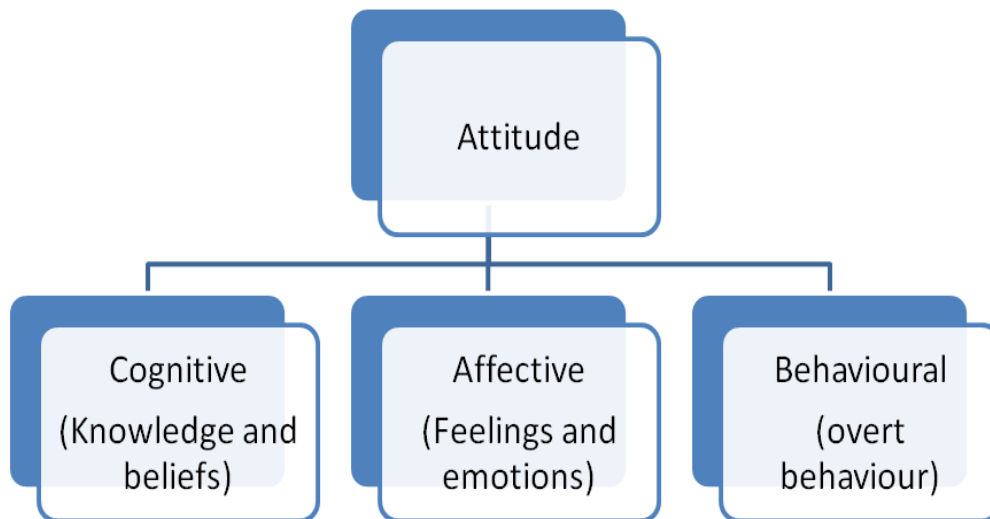 Attitude
Cognitive
(Knowledge and
beliefs)
Affective
(Feelings and
emotions)
Behavioural
(overt
behaviour)